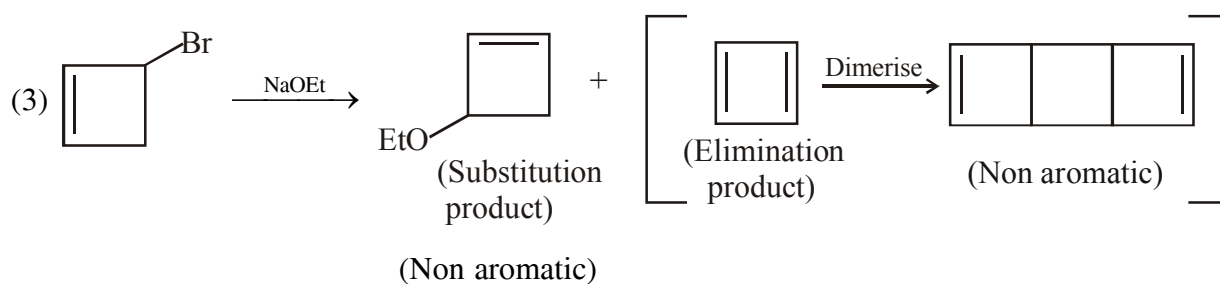 Br
(3)
NaOEt
+
Dimerise
EtO
(Substitution
product)
(Elimination
product)
(Non aromatic)
(Non aromatic)